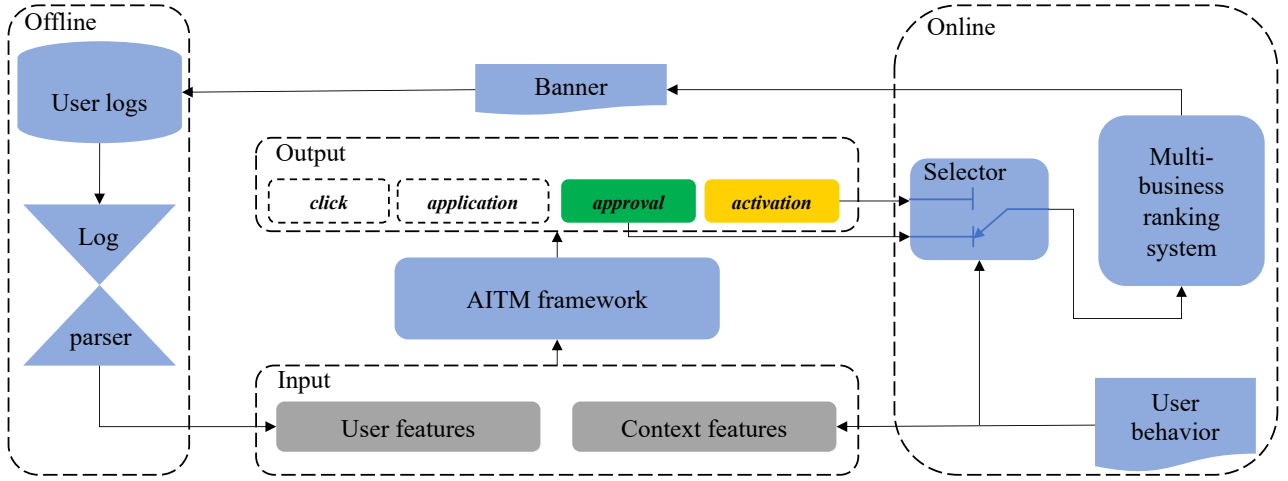 Offline
User logs
Log
parser
Banner
Output
click
application
approval
activation
AITM framework
Input
User features
Context features
Online
Selector
Multi-
business
ranking
system
User
behavior